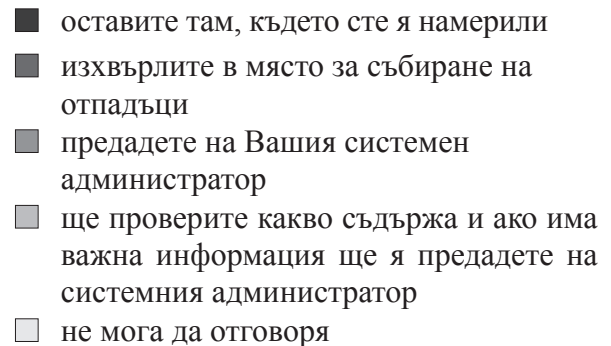 оставите там, където сте я намерили
изхвърлите в място за събиране на
отпадъци
предадете на Вашия системен
администратор
ще проверите какво съдържа и ако има
важна информация ще я предадете на
системния администратор
не мога да отговоря